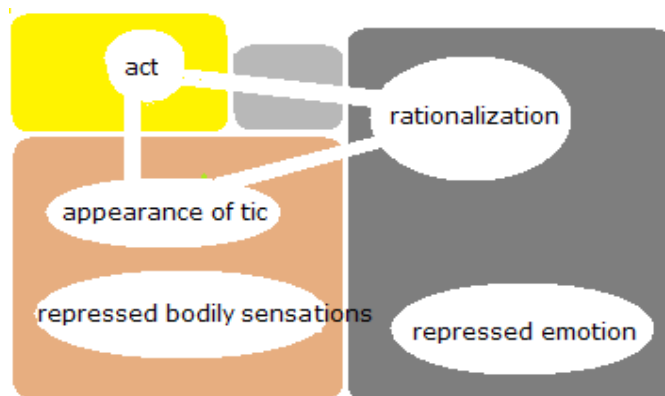 act
rationalization
appearance of tic
repressed bodily sensations
repressed emotion